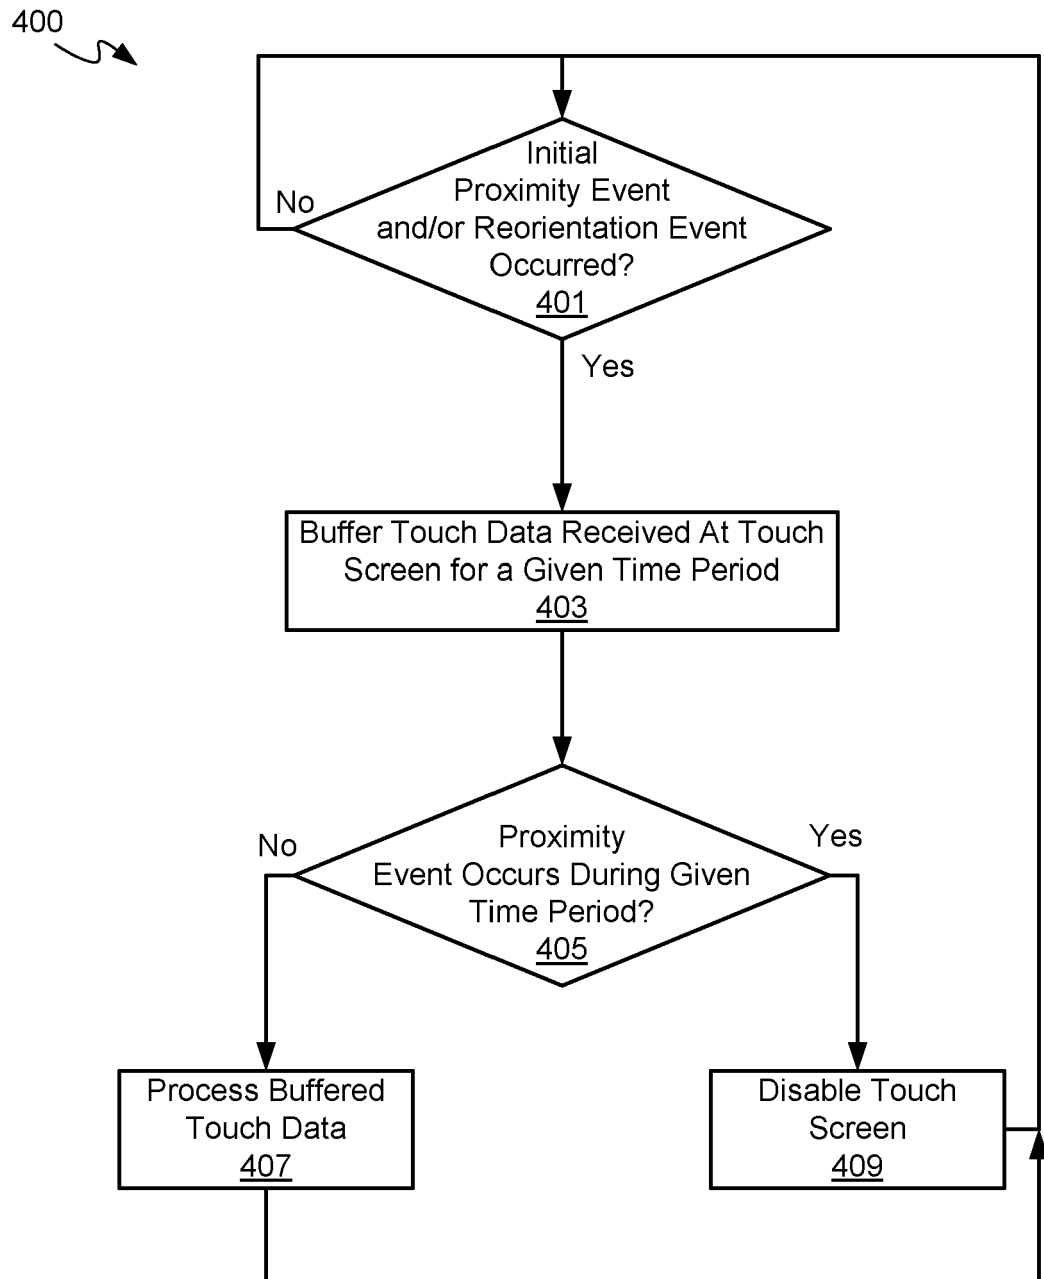 400
Initial
Proximity Event
and/or Reorientation Event
Occurred?
401
No
Yes
Buffer Touch Data Received At Touch
Screen for a Given Time Period
403
Proximity
Event Occurs During Given
Time Period?
405
No
Yes
Process Buffered
Touch Data
407
Disable Touch
Screen
409